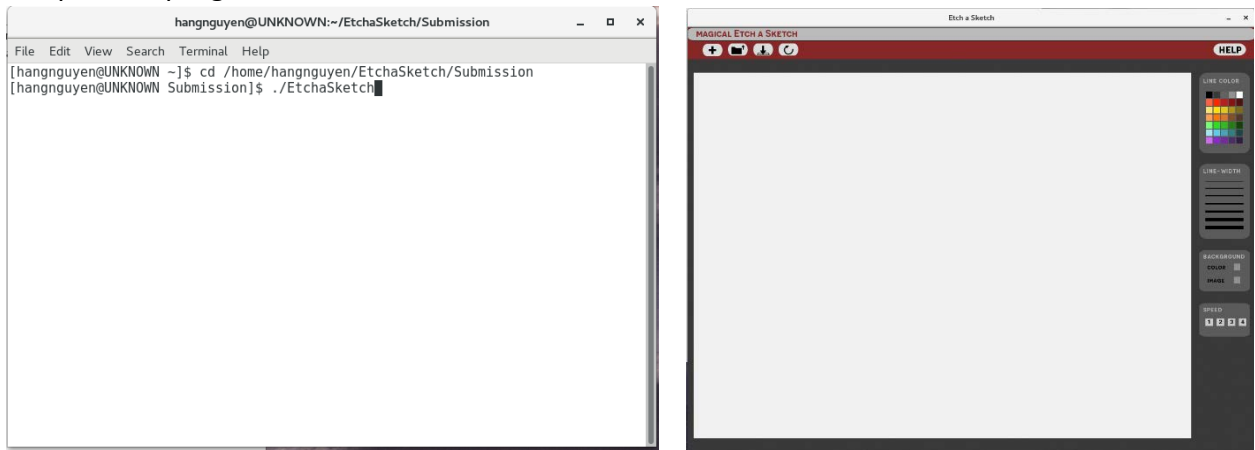 hangnguyen@UNKNOWN:~/EtchaSketch/Submission
File Edit View Search Terminal Help
[hangnguyen@UNKNOWN ~]$ cd /home/hangnguyen/EtchaSketch/Submission
[hangnguyen@UNKNOWN Submission]$ ./EtchaSketch
Etch a Sketch
MAGICAL ETCH A SKETCH
HELP
LINE COLOR
LINE-WIDTH
BACKGROUND
COLOR
IMAGE
SPEED
1 2 3 4